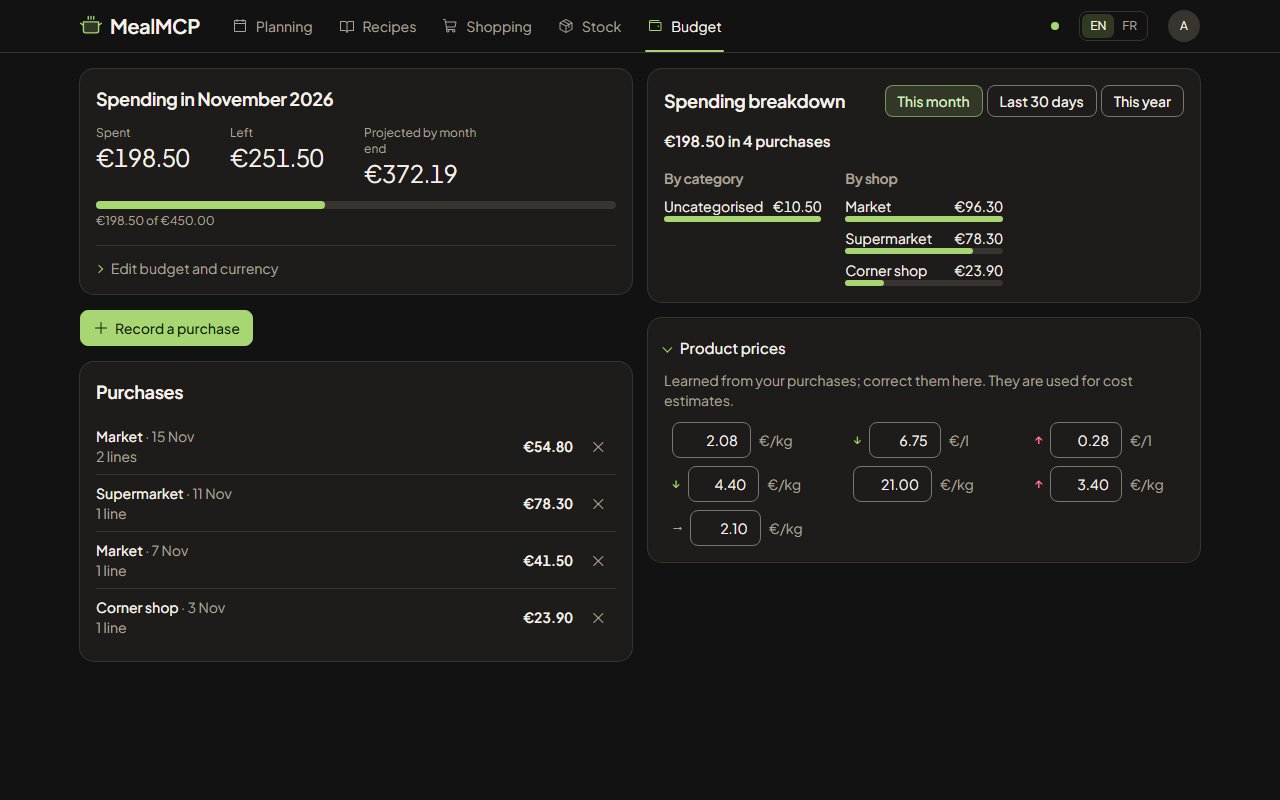 MealMCP
Planning
Recipes
Shopping
Stock
Budget
EN
FR
A
Spending in November 2026
Spent
€198.50
Left
€251.50
Projected by month
end
€372.19
€198.50 of €450.00
Edit budget and currency
Record a purchase
Purchases
Market · 15 Nov
2 lines
€54.80
Supermarket · 11 Nov
1 line
€78.30
Market · 7 Nov
1 line
€41.50
Corner shop · 3 Nov
1 line
€23.90
Spending breakdown
This month
Last 30 days
This year
€198.50 in 4 purchases
By category
Uncategorised €10.50
By shop
Market €96.30
Supermarket €78.30
Corner shop €23.90
Product prices
Learned from your purchases; correct them here. They are used for cost
estimates.
2.08 €/kg
↓ 6.75 €/l
↑ 0.28 €/1
↓ 4.40 €/kg
21.00 €/kg
↑ 3.40 €/kg
→ 2.10 €/kg